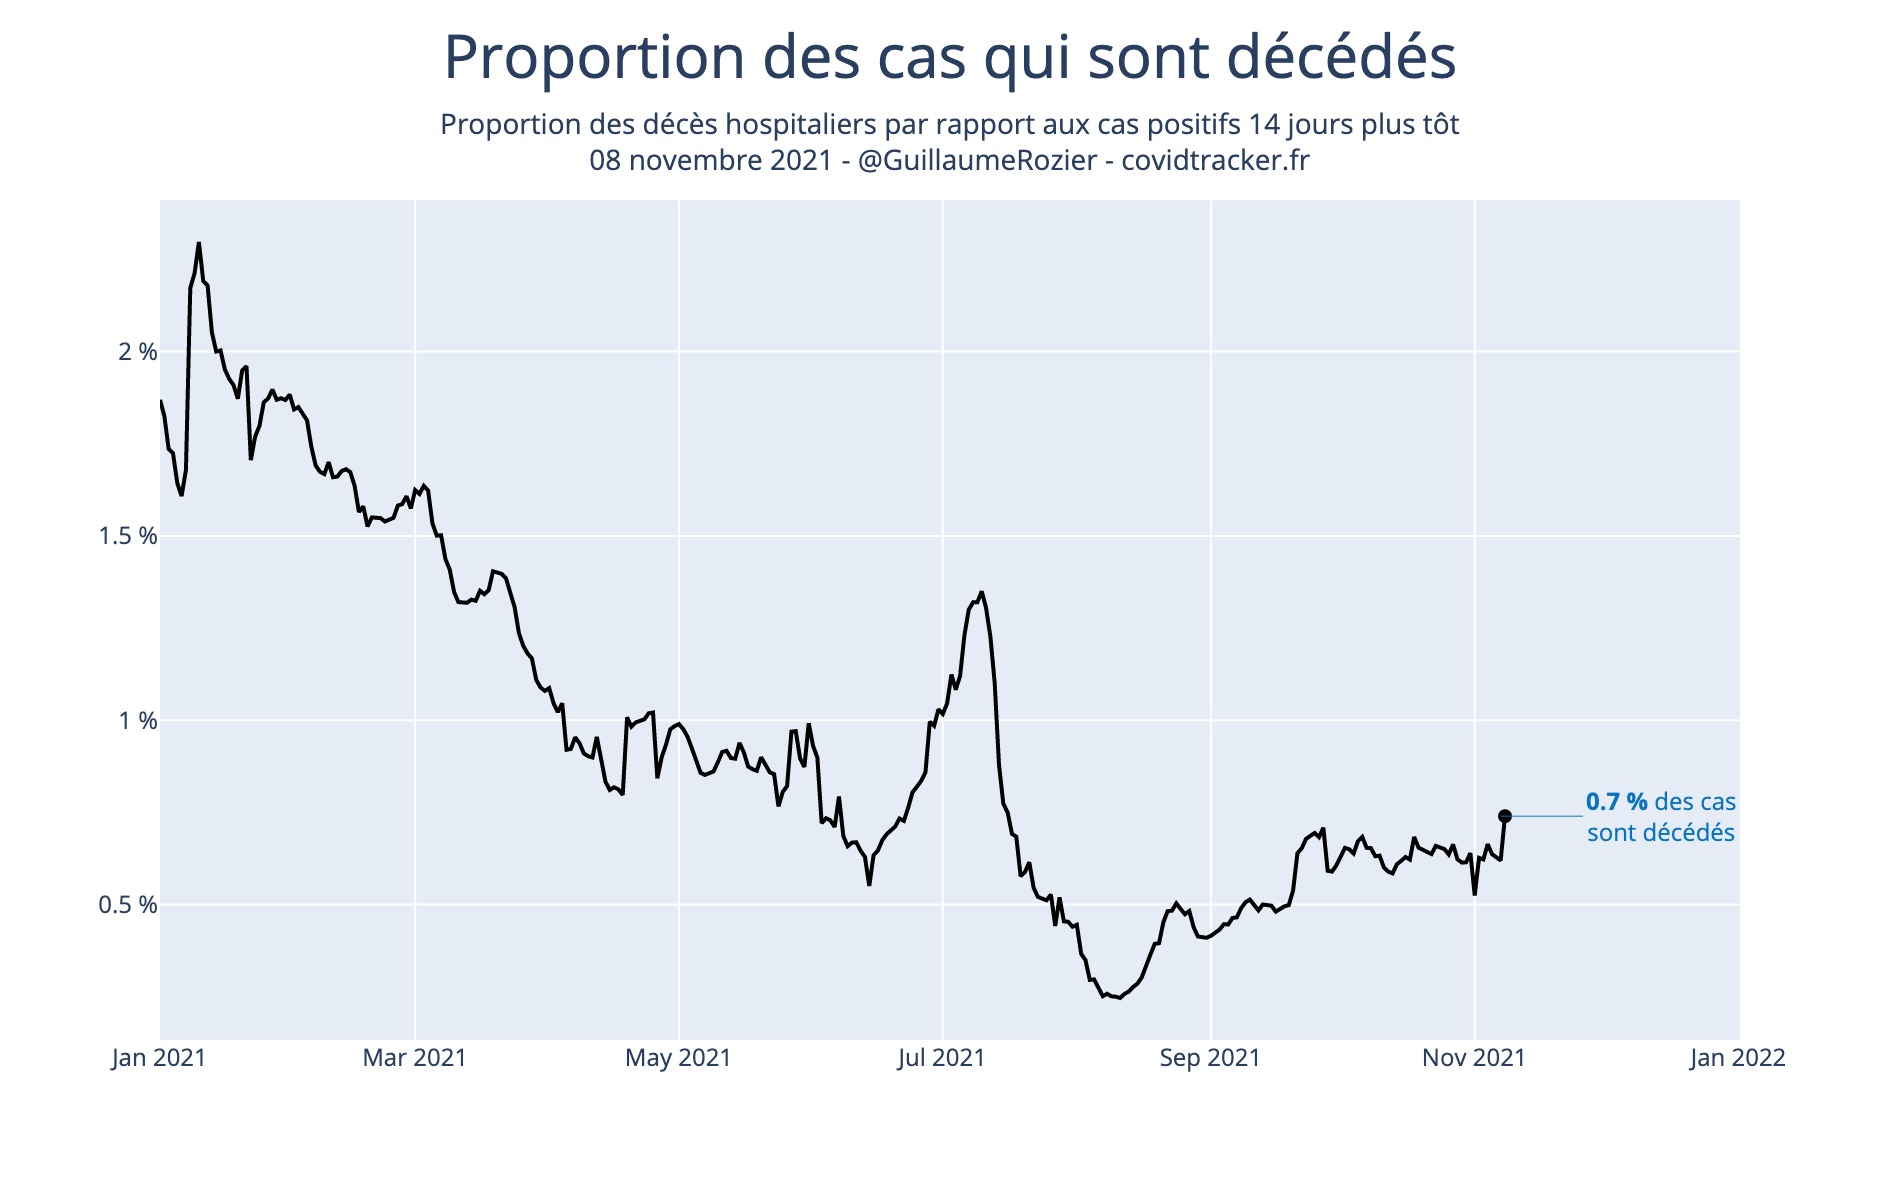 Proportion des cas qui sont décédés
Proportion des décès hospitaliers par rapport aux cas positifs 14 jours plus tôt
08 novembre 2021 - @GuillaumeRozier - covidtracker.fr
2 %
1.5 %
1 %
0.5 %
0.7 % des cas
sont décédés
Jan 2021
Mar 2021
May 2021
Jul 2021
Sep 2021
Nov 2021
Jan 2022